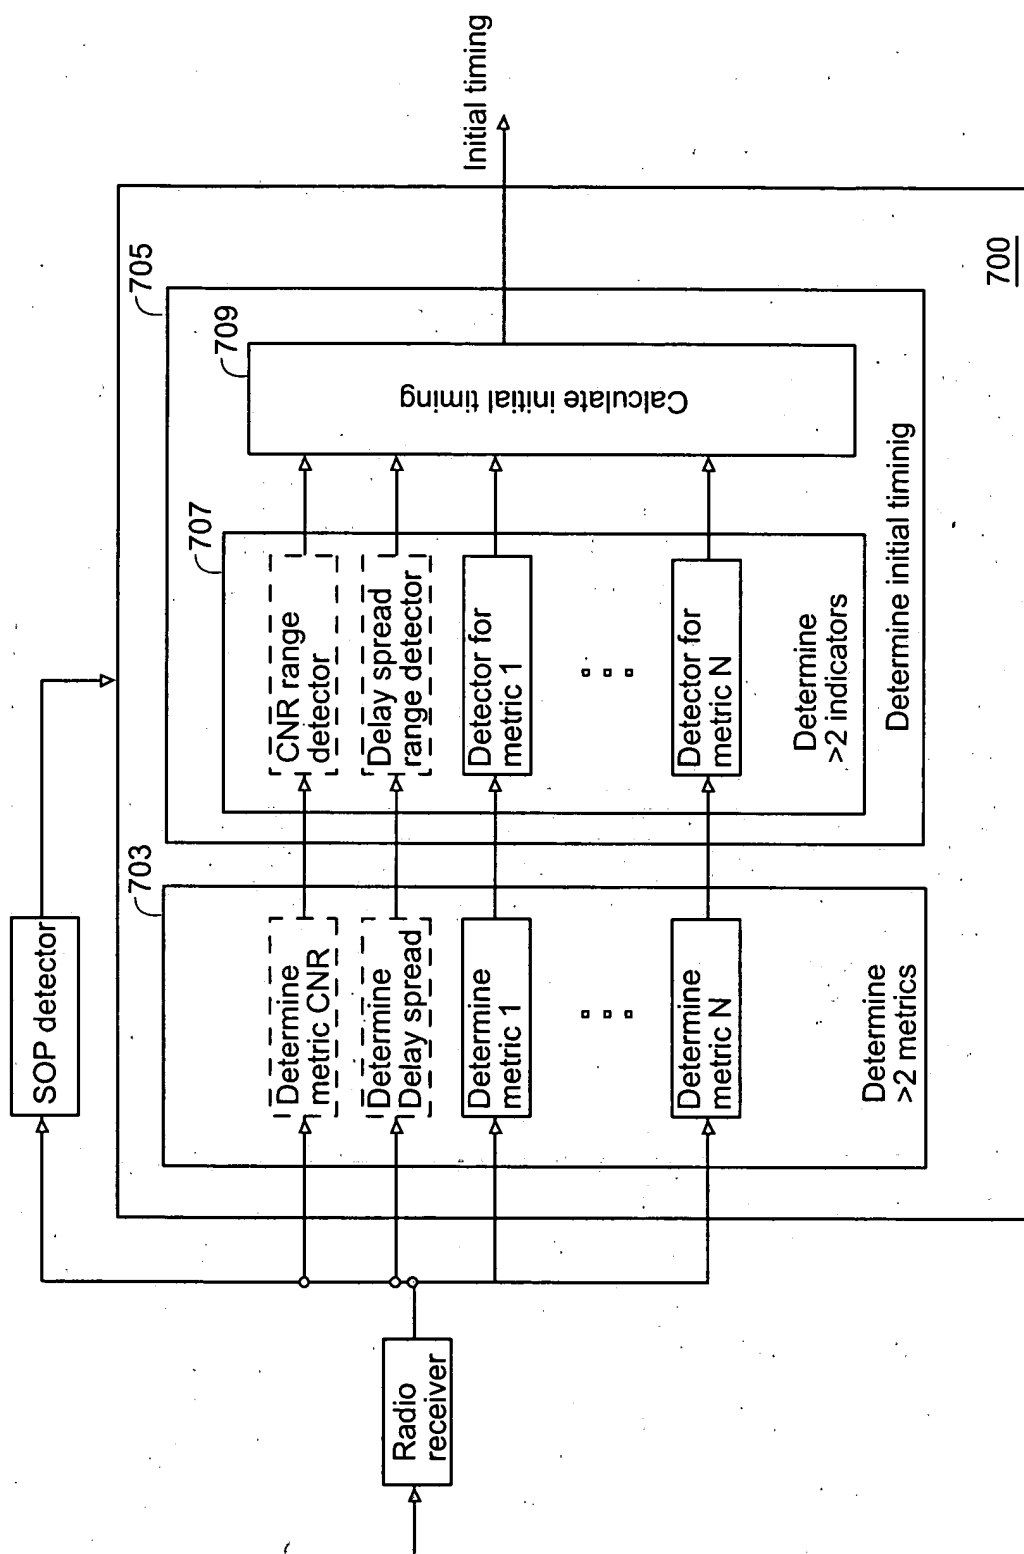 SOP detector
705
Initial timing
703
707
709
Determine
metric CNR
CNR range
detector
Determine
Delay spread
Delay spread
range detector
Radio
receiver
Determine
metric 1
Detector for
metric 1
Calculate initial timing
Determine
metric N
Detector for
metric N
Determine
>2 metrics
Determine
>2 indicators
Determine initial timinig
700